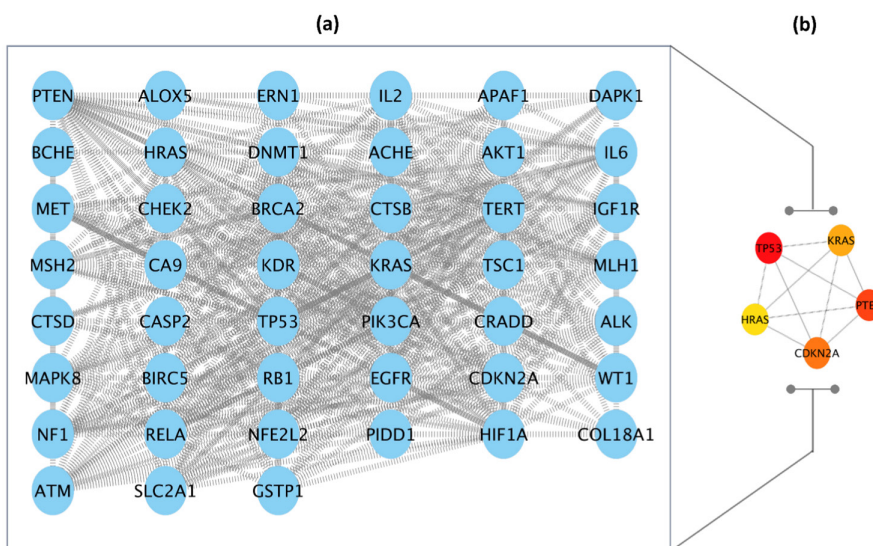 (a) (b)
PTEN ALOX5 ERN1 IL2 APAF1 DAPK1
BCHE HRAS DNMT1 ACHE AKT1 IL6
MET CHEK2 BRCA2 CTSB TERT IGF1R
MSH2 CA9 KDR KRAS TSC1 MLH1
CTSD CASP2 TP53 PIK3CA CRADD ALK
MAPK8 BIRC5 RB1 EGFR CDKN2A WT1
NF1 RELA NFE2L2 PIDD1 HIF1A COL18A1
ATM SLC2A1 GSTP1
TP53 KRAS
PTE
HRAS
CDKN2A